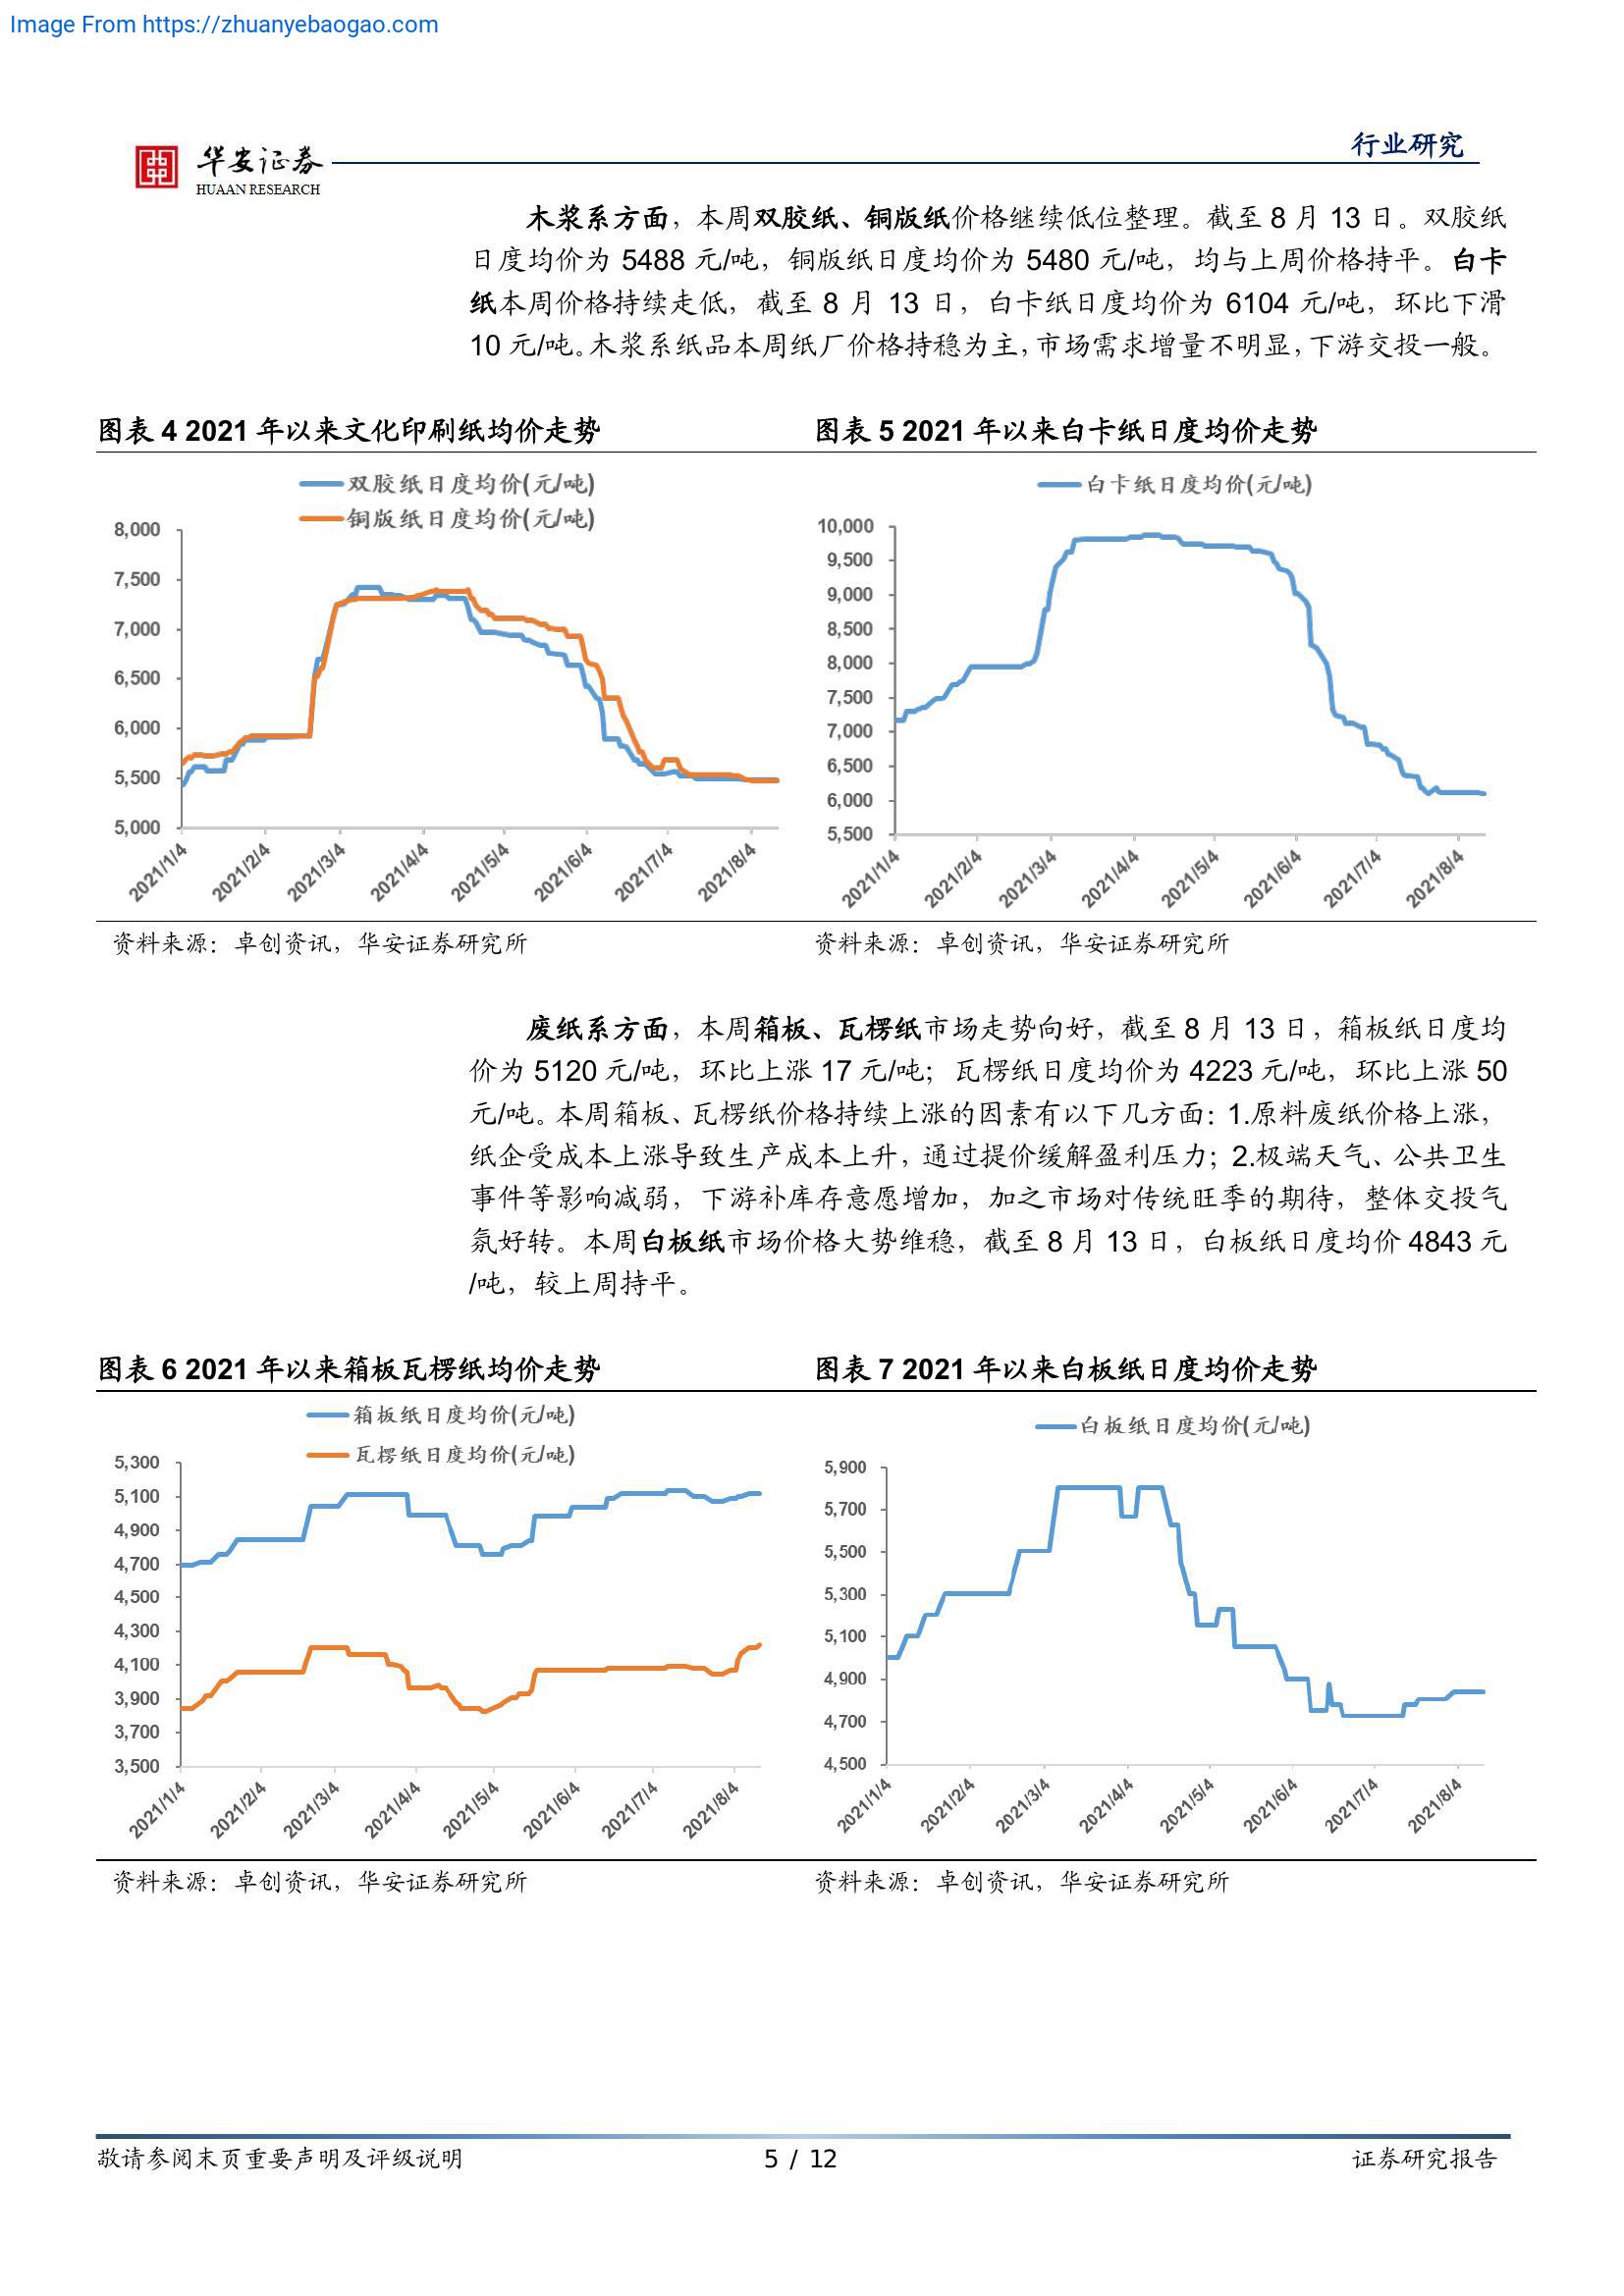 Image From https://zhuanyebaogao.com
华安证券
HUAAN RESEARCH
行业研究
木浆系方面，本周双胶纸、铜版纸价格继续低位整理。截至 8 月 13 日。双胶纸
日度均价为 5488 元/吨，铜版纸日度均价为 5480 元/吨，均与上周价格持平。白卡
纸本周价格持续走低，截至 8 月 13 日，白卡纸日度均价为 6104 元/吨，环比下滑
10 元/吨。木浆系纸品本周纸厂价格持稳为主，市场需求增量不明显，下游交投一般。
图表 4 2021 年以来文化印刷纸均价走势
双胶纸日度均价(元/吨)
铜版纸日度均价(元/吨)
8,000
7,500
7,000
6,500
6,000
5,500
5,000
2021/1/4
2021/2/4
2021/3/4
2021/4/4
2021/5/4
2021/6/4
2021/7/4
2021/8/4
资料来源：卓创资讯，华安证券研究所
图表 5 2021 年以来白卡纸日度均价走势
白卡纸日度均价(元/吨)
10,000
9,500
9,000
8,500
8,000
7,500
7,000
6,500
6,000
5,500
2021/1/4
2021/2/4
2021/3/4
2021/4/4
2021/5/4
2021/6/4
2021/7/4
2021/8/4
资料来源：卓创资讯，华安证券研究所
废纸系方面，本周箱板、瓦楞纸市场走势向好，截至 8 月 13 日，箱板纸日度均
价为 5120 元/吨，环比上涨 17 元/吨；瓦楞纸日度均价为 4223 元/吨，环比上涨 50
元/吨。本周箱板、瓦楞纸价格持续上涨的因素有以下几方面：1.原料废纸价格上涨，
纸企受成本上涨导致生产成本上升，通过提价缓解盈利压力；2.极端天气、公共卫生
事件等影响减弱，下游补库存意愿增加，加之市场对传统旺季的期待，整体交投气
氛好转。本周白板纸市场价格大势维稳，截至 8 月 13 日，白板纸日度均价 4843 元
/吨，较上周持平。
图表 6 2021 年以来箱板瓦楞纸均价走势
箱板纸日度均价(元/吨)
瓦楞纸日度均价(元/吨)
5,300
5,100
4,900
4,700
4,500
4,300
4,100
3,900
3,700
3,500
2021/1/4
2021/2/4
2021/3/4
2021/4/4
2021/5/4
2021/6/4
2021/7/4
2021/8/4
资料来源：卓创资讯，华安证券研究所
图表 7 2021 年以来白板纸日度均价走势
白板纸日度均价(元/吨)
5,900
5,700
5,500
5,300
5,100
4,900
4,700
4,500
2021/1/4
2021/2/4
2021/3/4
2021/4/4
2021/5/4
2021/6/4
2021/7/4
2021/8/4
资料来源：卓创资讯，华安证券研究所
敬请参阅末页重要声明及评级说明
5 / 12
证券研究报告